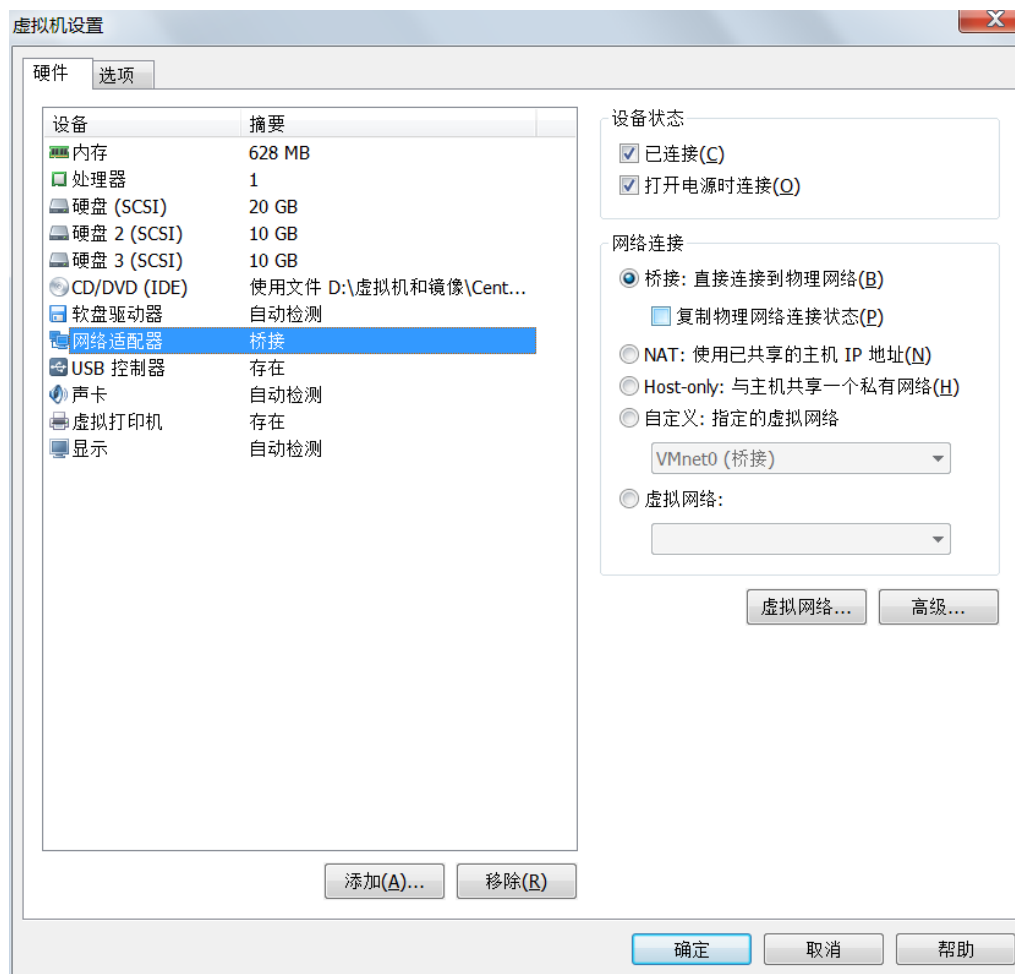 虚拟机设置
硬件 选项
设备 摘要
内存 628 MB
处理器 1
硬盘 (SCSI) 20 GB
硬盘 2 (SCSI) 10 GB
硬盘 3 (SCSI) 10 GB
CD/DVD (IDE) 使用文件 D:\虚拟机和镜像\Cent...
软盘驱动器 自动检测
网络适配器 桥接
USB 控制器 存在
声卡 自动检测
虚拟打印机 存在
显示 自动检测
设备状态
已连接(C)
打开电源时连接(O)
网络连接
桥接: 直接连接到物理网络(B)
复制物理网络连接状态(P)
NAT: 使用已共享的主机 IP 地址(N)
Host-only: 与主机共享一个私有网络(H)
自定义: 指定的虚拟网络
VMnet0 (桥接)
虚拟网络:
虚拟网络... 高级...
添加(A)... 移除(R)
确定 取消 帮助